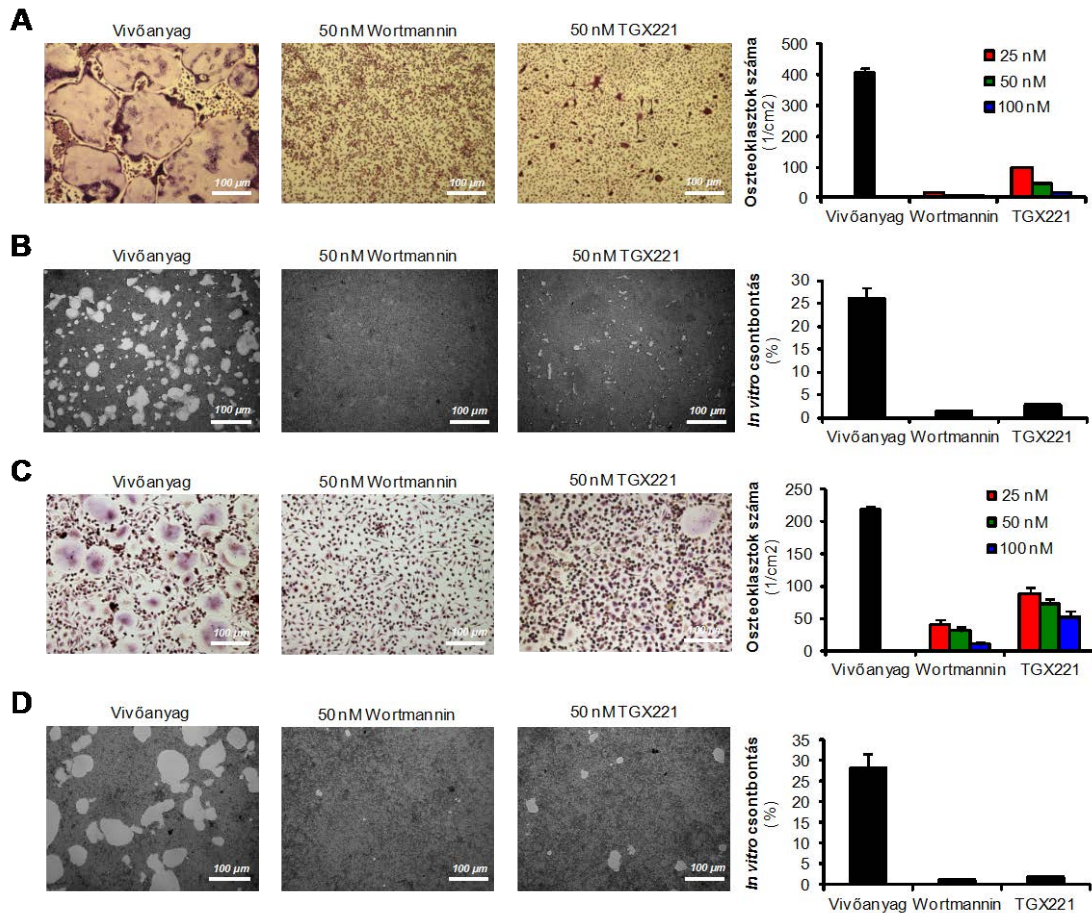 A
Vivőanyag
50 nM Wortmannin
50 nM TGX221
100 µm
100 µm
100 µm
Oszteoklasztok száma
(1/cm2)
500
400
300
200
100
0
25 nM
50 nM
100 nM
Vivőanyag Wortmannin TGX221
B
Vivőanyag
50 nM Wortmannin
50 nM TGX221
100 µm
100 µm
100 µm
In vitro csontbontás
(%)
30
25
20
15
10
5
0
Vivőanyag Wortmannin TGX221
C
Vivőanyag
50 nM Wortmannin
50 nM TGX221
100 µm
100 µm
100 µm
Oszteoklasztok száma
(1/cm2)
250
200
150
100
50
0
25 nM
50 nM
100 nM
Vivőanyag Wortmannin TGX221
D
Vivőanyag
50 nM Wortmannin
50 nM TGX221
100 µm
100 µm
100 µm
In vitro csontbontás
(%)
35
30
25
20
15
10
5
0
Vivőanyag Wortmannin TGX221